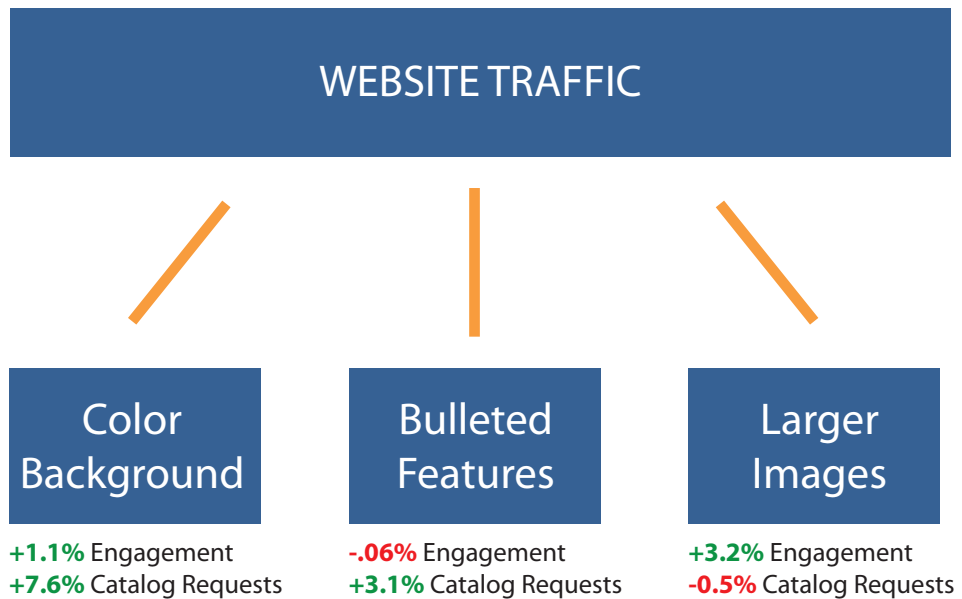 WEBSITE TRAFFIC
Color
Background
+1.1% Engagement
+7.6% Catalog Requests
Bulleted
Features
-.06% Engagement
+3.1% Catalog Requests
Larger
Images
+3.2% Engagement
-0.5% Catalog Requests